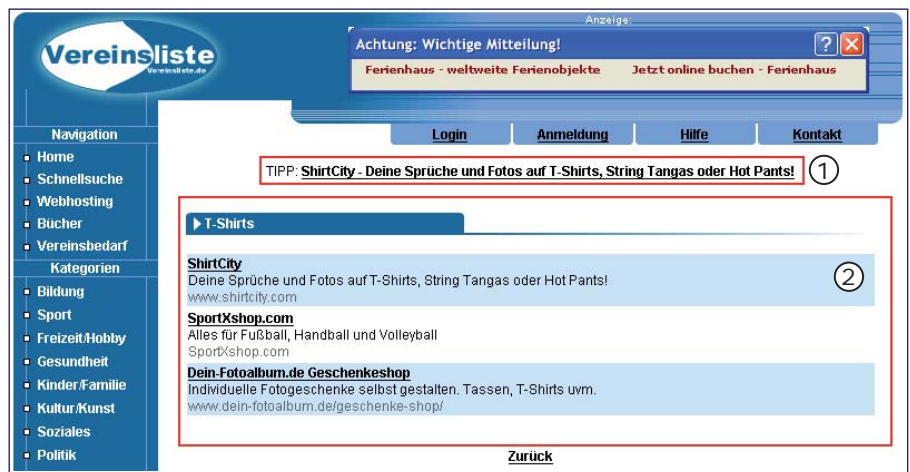 Anzeige:
Vereinsliste
Vereinsliste.de
Achtung: Wichtige Mitteilung!
Ferienhaus - weltweite Ferienobjekte Jetzt online buchen - Ferienhaus
Navigation
Home
Schnellsuche
Webhosting
Bücher
Vereinsbedarf
Kategorien
Bildung
Sport
Freizeit/Hobby
Gesundheit
Kinder/Familie
Kultur/Kunst
Soziales
Politik
Login Anmeldung Hilfe Kontakt
TIPP: ShirtCity - Deine Sprüche und Fotos auf T-Shirts, String Tangas oder Hot Pants! 1
T-Shirts
2
ShirtCity
Deine Sprüche und Fotos auf T-Shirts, String Tangas oder Hot Pants!
www.shirtcity.com
SportXshop.com
Alles für Fußball, Handball und Volleyball
SportXshop.com
Dein-Fotoalbum.de Geschenkeshop
Individuelle Fotogeschenke selbst gestalten. Tassen, T-Shirts uvm.
www.dein-fotoalbum.de/geschenke-shop/
Zurück